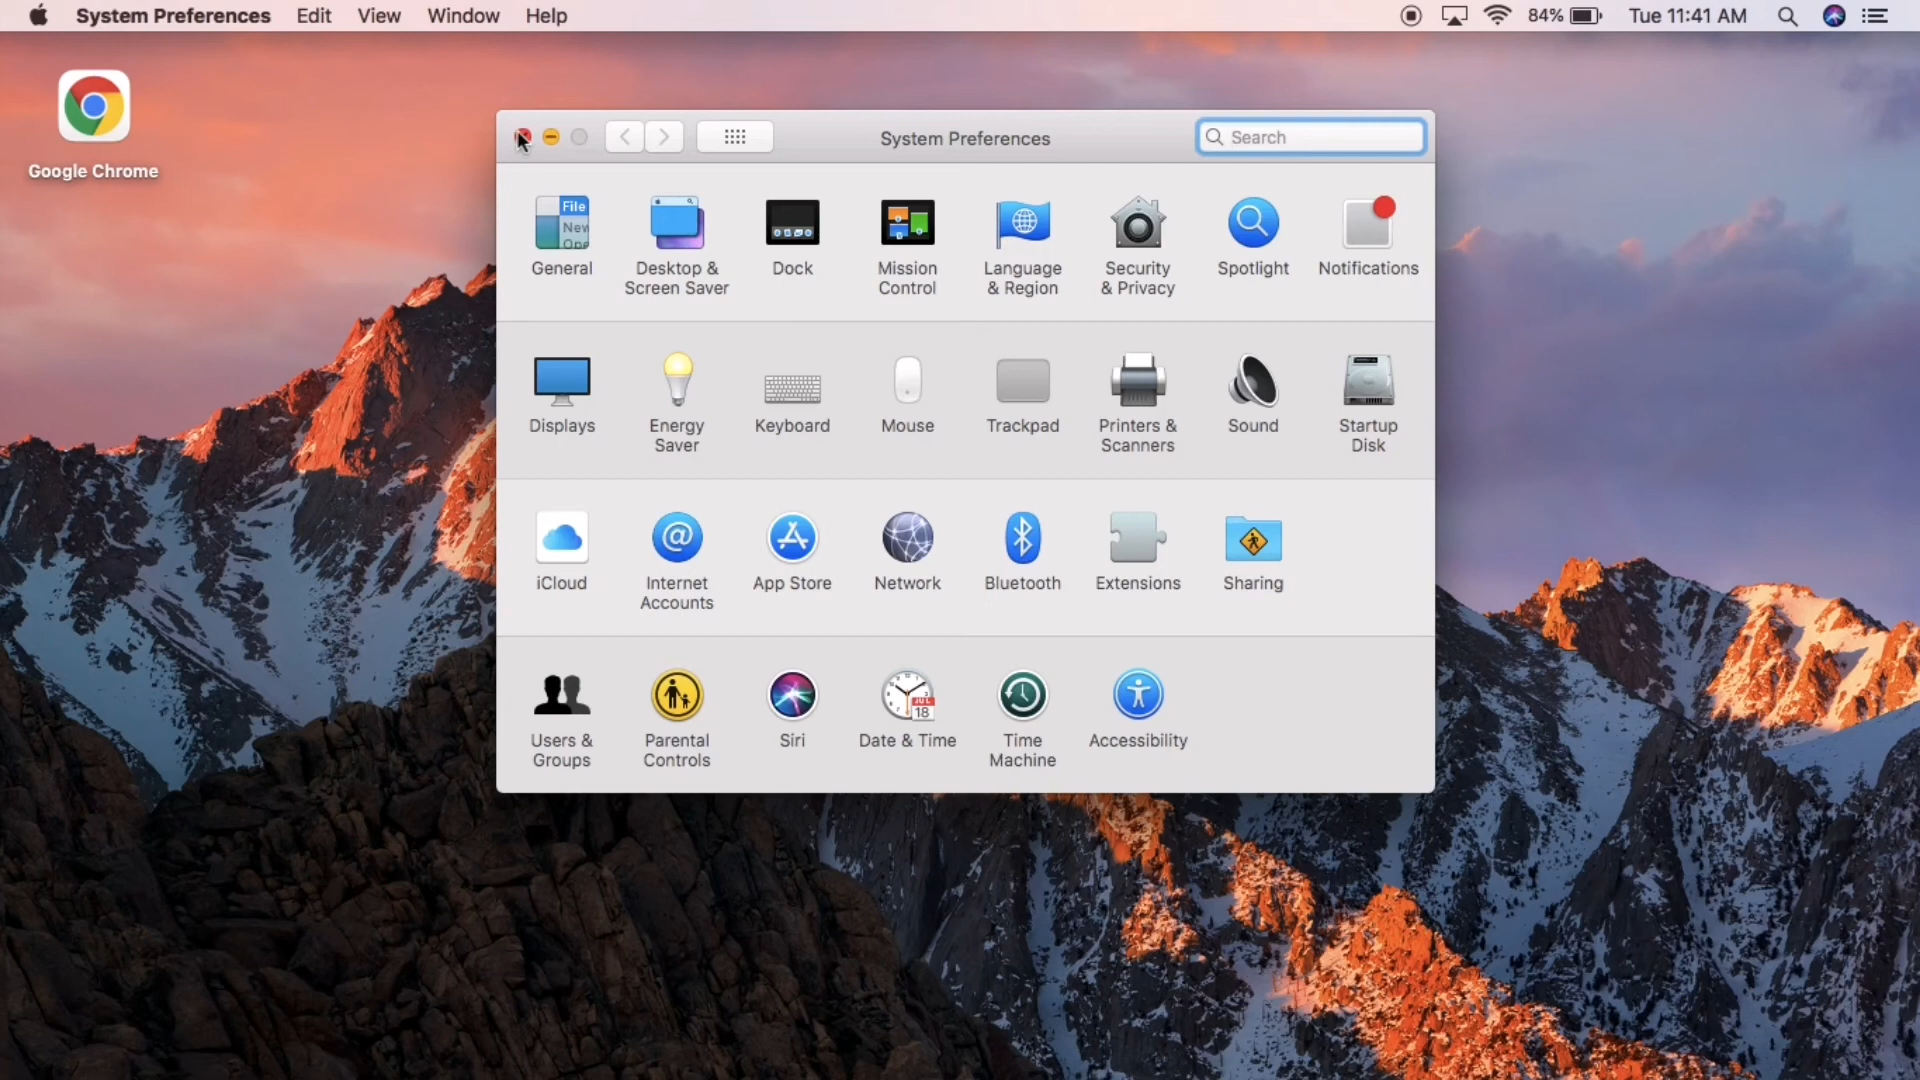 System Preferences Edit View Window Help 84% Tue 11:41 AM
Google Chrome
System Preferences
Search
File
New
Ope
General
Desktop &
Screen Saver
Dock
Mission
Control
Language
& Region
Security
& Privacy
Spotlight
Notifications
Displays
Energy
Saver
Keyboard
Mouse
Trackpad
Printers &
Scanners
Sound
Startup
Disk
iCloud
@
Internet
Accounts
App Store
Network
Bluetooth
Extensions
Sharing
Users &
Groups
Parental
Controls
Siri
JUL
18
Date & Time
Time
Machine
Accessibility